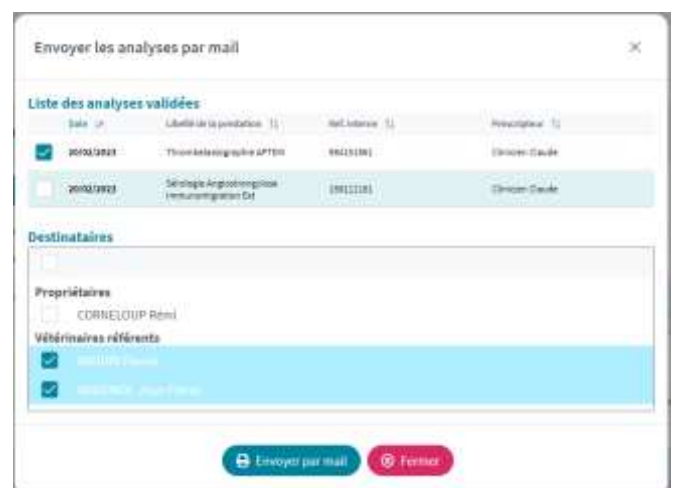 Envoyer les analyses par mail
Liste des analyses validées
Date Libellé de la prestation Réf. interne Prescripteur
20/02/2023 Thromboelastographie APTEM Clinicien Claude
20/02/2023 Sérologie Angiostrongylose Clinicien Claude
Immunomigration Ext
Destinataires
Propriétaires
CORNELOUP Rémi
Vétérinaires référents
Envoyer par mail Fermer